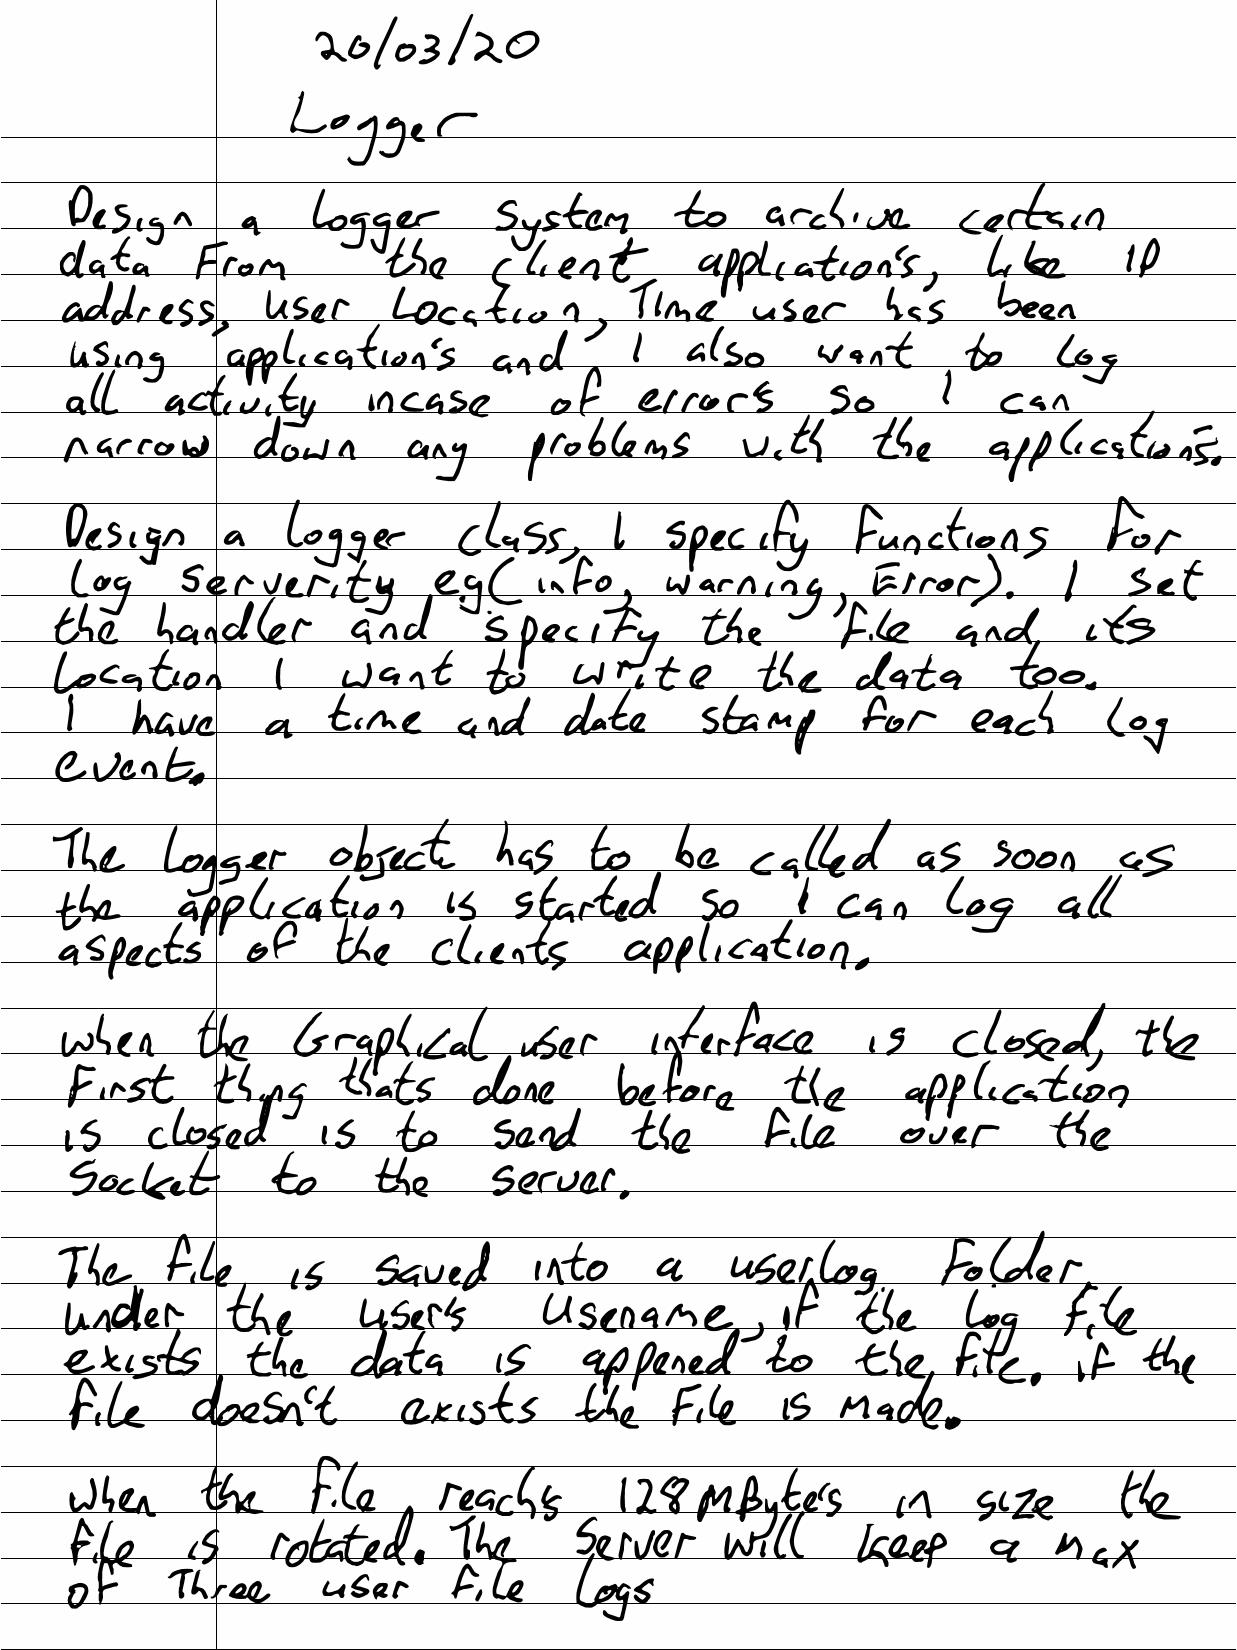 20/03/20
Logger
Design a logger system to archive certain
data From the client application's, like IP
address, user Location, Time user has been
using application's and I also want to log
all activity incase of errors so I can
narrow down any problems with the applications.
Design a logger class, I specify Functions For
log serverity eg(info, warning, Error). I set
the handler and specify the file and its
location I want to write the data too.
I have a time and date stamp for each log
event.
The logger object has to be called as soon as
the application is started so I can log all
aspects of the clients application.
when the Graphical user interface is closed, the
First thing thats done before the application
is closed is to send the file over the
Socket to the server.
The file is saved into a userlog Folder
under the user's Usename, if the log file
exists the data is appened to the file. if the
file doesn't exists the File is made.
when the file reachs 128MByte's in size the
file is rotated. The Server will keep a max
of Three user file logs